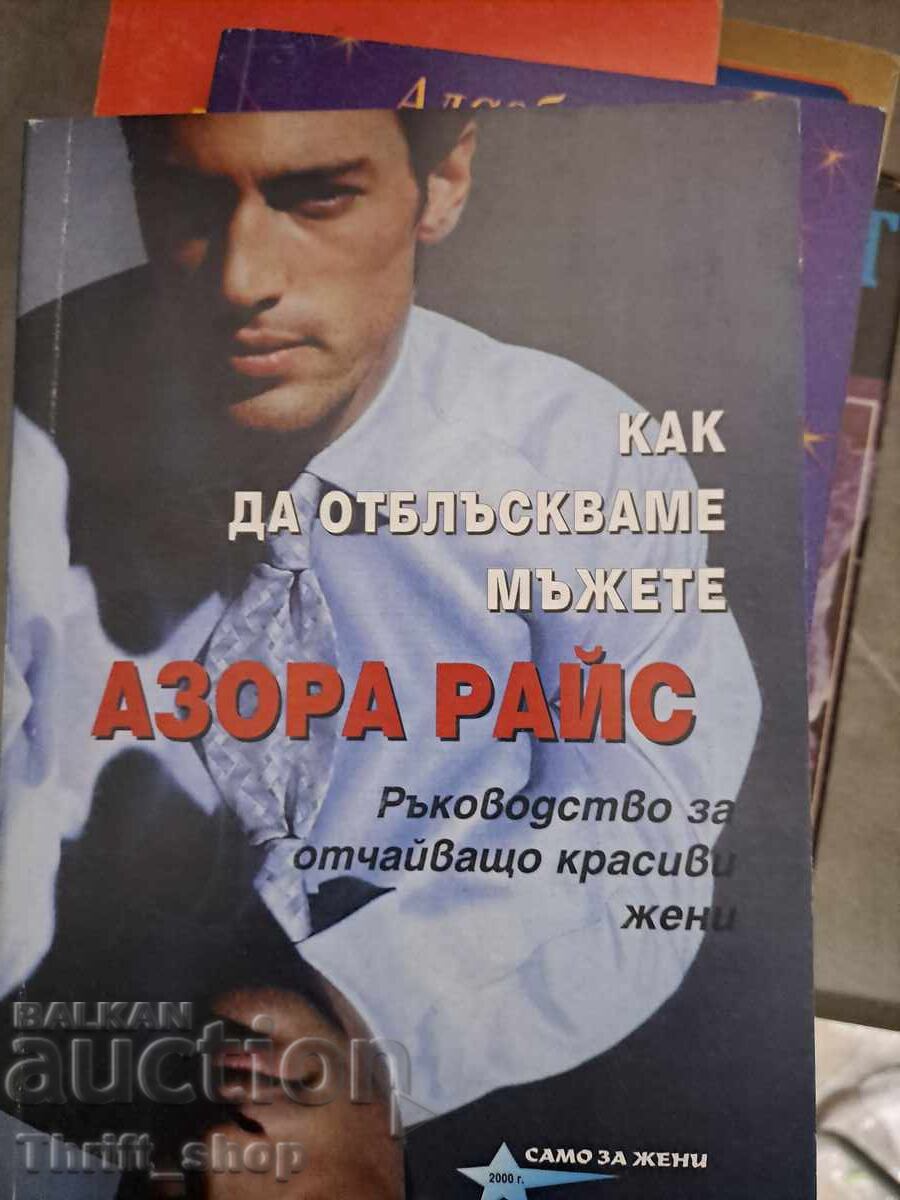 КАК
ДА ОТБЛЪСКВАМЕ
МЪЖЕТЕ
АЗОРА РАЙС
Ръководство за
отчайващо красиви
жени
BALKAN
auction
Thrift_shop
САМО ЗА ЖЕНИ
2000 г.